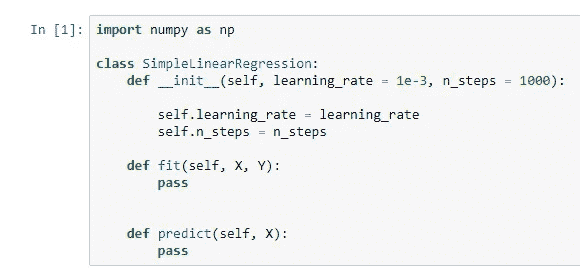 In [1]: import numpy as np
class SimpleLinearRegression:
    def __init__(self, learning_rate = 1e-3, n_steps = 1000):
        self.learning_rate = learning_rate
        self.n_steps = n_steps
    def fit(self, X, Y):
        pass
    def predict(self, X):
        pass